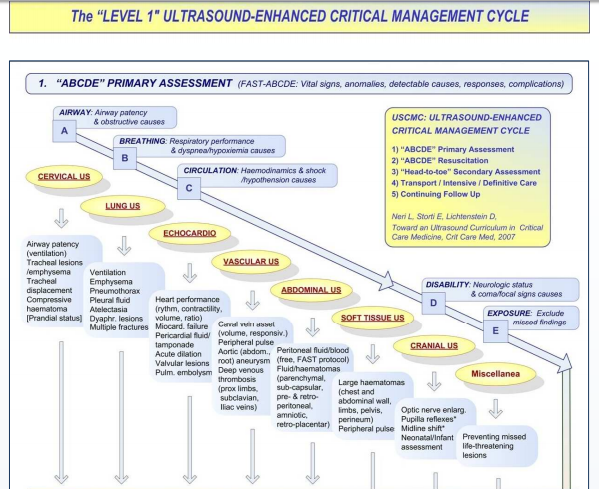 The "LEVEL 1" ULTRASOUND-ENHANCED CRITICAL MANAGEMENT CYCLE
1. "ABCDE" PRIMARY ASSESSMENT (FAST-ABCDE: Vital signs, anomalies, detectable causes, responses, complications)
AIRWAY: Airway patency
& obstructive causes
A
BREATHING: Respiratory performance
& dyspnea/hypoxiemia causes
B
CIRCULATION: Haemodinamics & shock
/hypothension causes
C
USCMC: ULTRASOUND-ENHANCED
CRITICAL MANAGEMENT CYCLE
1) "ABCDE" Primary Assessment
2) "ABCDE" Resuscitation
3) "Head-to-toe" Secondary Assessment
4) Transport / Intensive / Definitive Care
5) Continuing Follow Up
Neri L, Storti E, Lichtenstein D,
Toward an Ultrasound Curriculum in Critical
Care Medicine, Crit Care Med, 2007
DISABILITY: Neurologic status
& coma/focal signs causes
D
EXPOSURE: Exclude
missed findings
E
CERVICAL US
Airway patency
(ventilation)
Tracheal lesions
/emphysema
Tracheal
displacement
Compressive
haematoma
[Prandial status]
LUNG US
Ventilation
Emphysema
Pneumothorax
Pleural fluid
Atelectasia
Dyaphr. lesions
Multiple fractures
ECHOCARDIO
Heart performance
(rythm, contractility,
volume, ratio)
Miocard. failure
Pericardial fluid/
tamponade
Acute dilation
Valvular lesions
Pulm. embolysm
VASCULAR US
Caval vein asset
(volume, responsiv.)
Peripheral pulse
Aortic (abdom.,
root) aneurysm
Deep venous
thrombosis
(prox limbs,
subclavian,
Iliac veins)
ABDOMINAL US
Peritoneal fluid/blood
(free, FAST protocol)
Fluid/haematomas
(parenchymal,
sub-capsular,
pre- & retro-
peritoneal,
amniotic,
retro-placentar)
SOFT TISSUE US
Large haematomas
(chest and
abdominal wall,
limbs, pelvis,
perineum)
Peripheral pulse
CRANIAL US
Optic nerve enlarg.
Pupilla reflexes*
Midline shift*
Neonatal/Infant
assessment
Miscellanea
Preventing missed
life-threatening
lesions